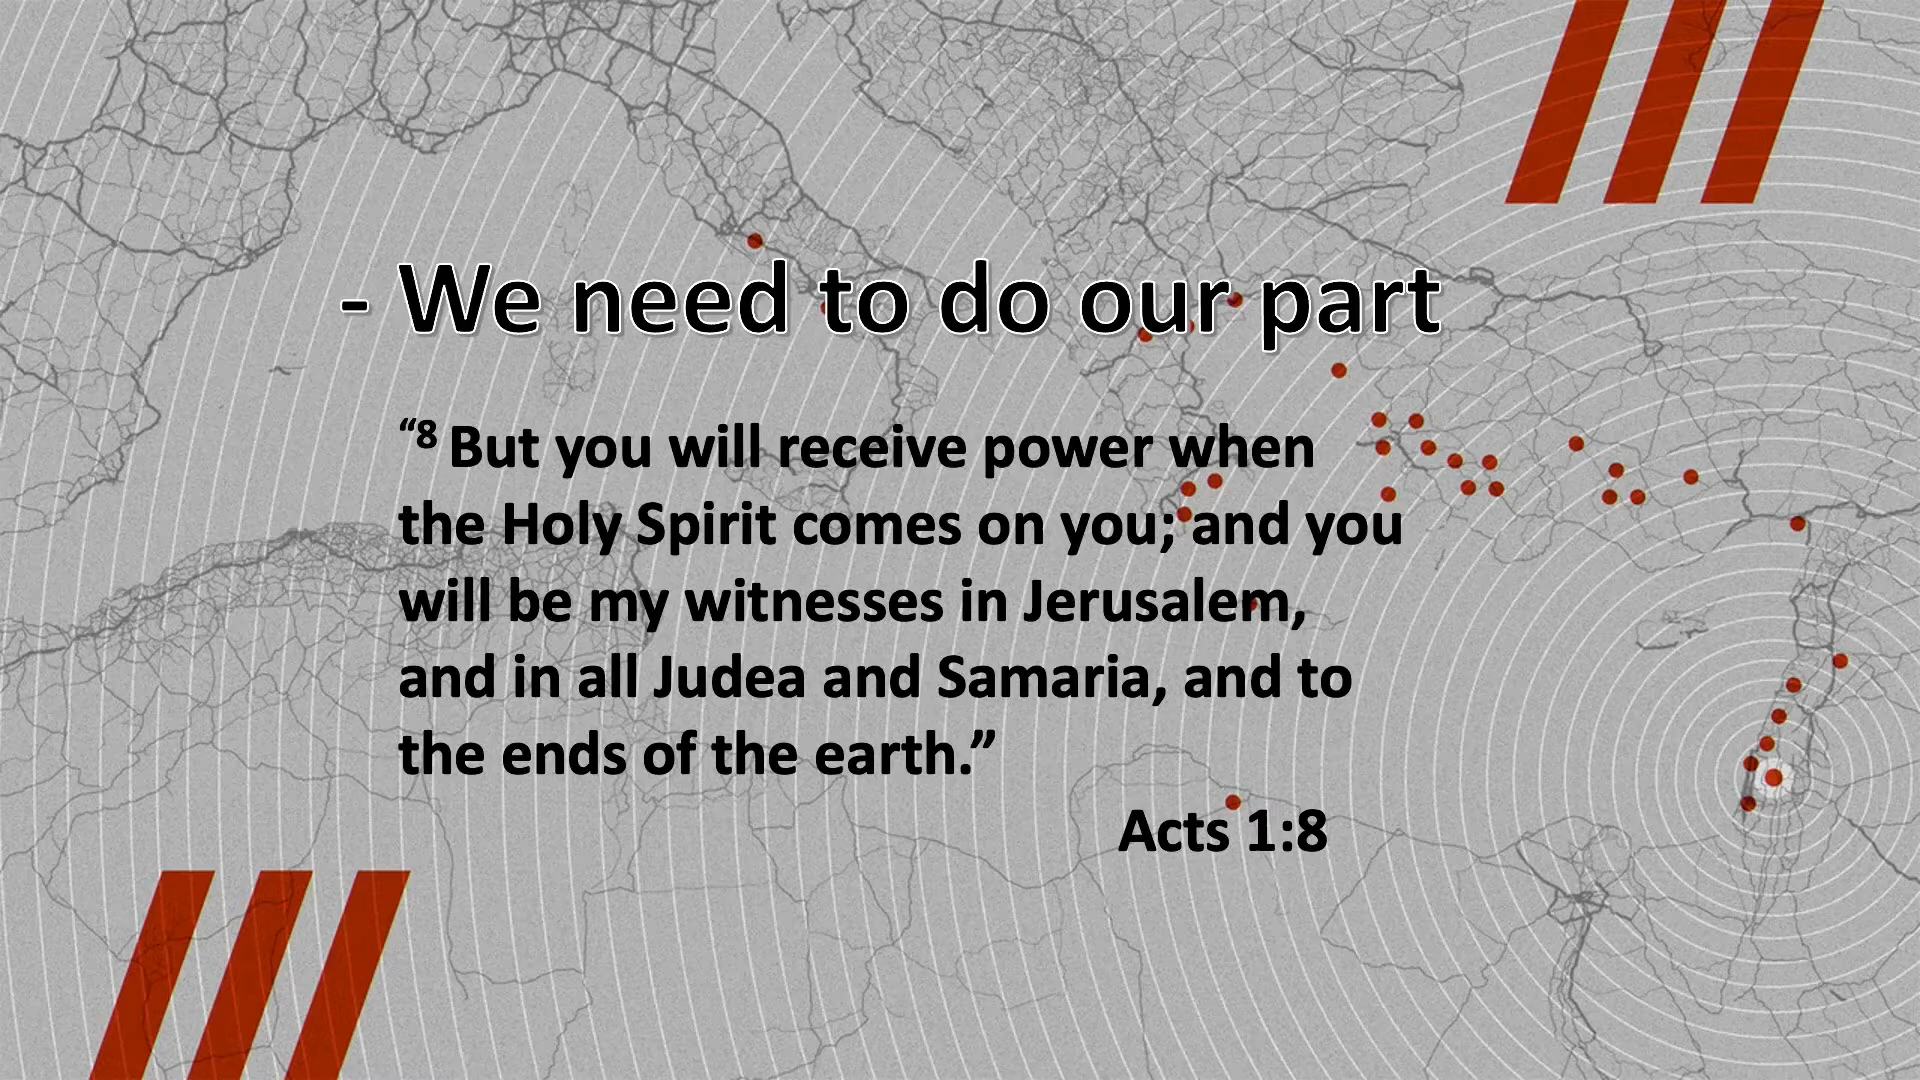 - We need to do our part
“8 But you will receive power when
the Holy Spirit comes on you; and you
will be my witnesses in Jerusalem,
and in all Judea and Samaria, and to
the ends of the earth.”
Acts 1:8